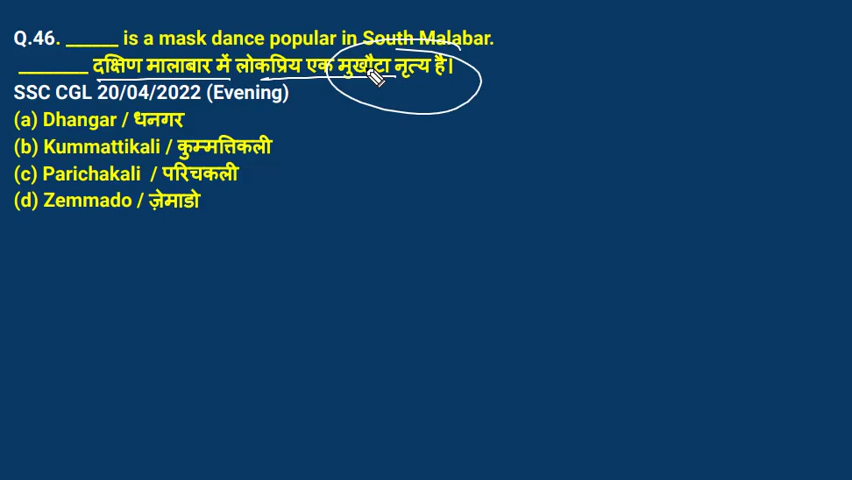 Q.46. ______ is a mask dance popular in South Malabar.
________ दक्षिण मालाबार में लोकप्रिय एक मुखौटा नृत्य है।
SSC CGL 20/04/2022 (Evening)
(a) Dhangar / धनगर
(b) Kummattikali / कुम्मत्तिकली
(c) Parichakali / परिचकली
(d) Zemmado / ज़ेमाडो